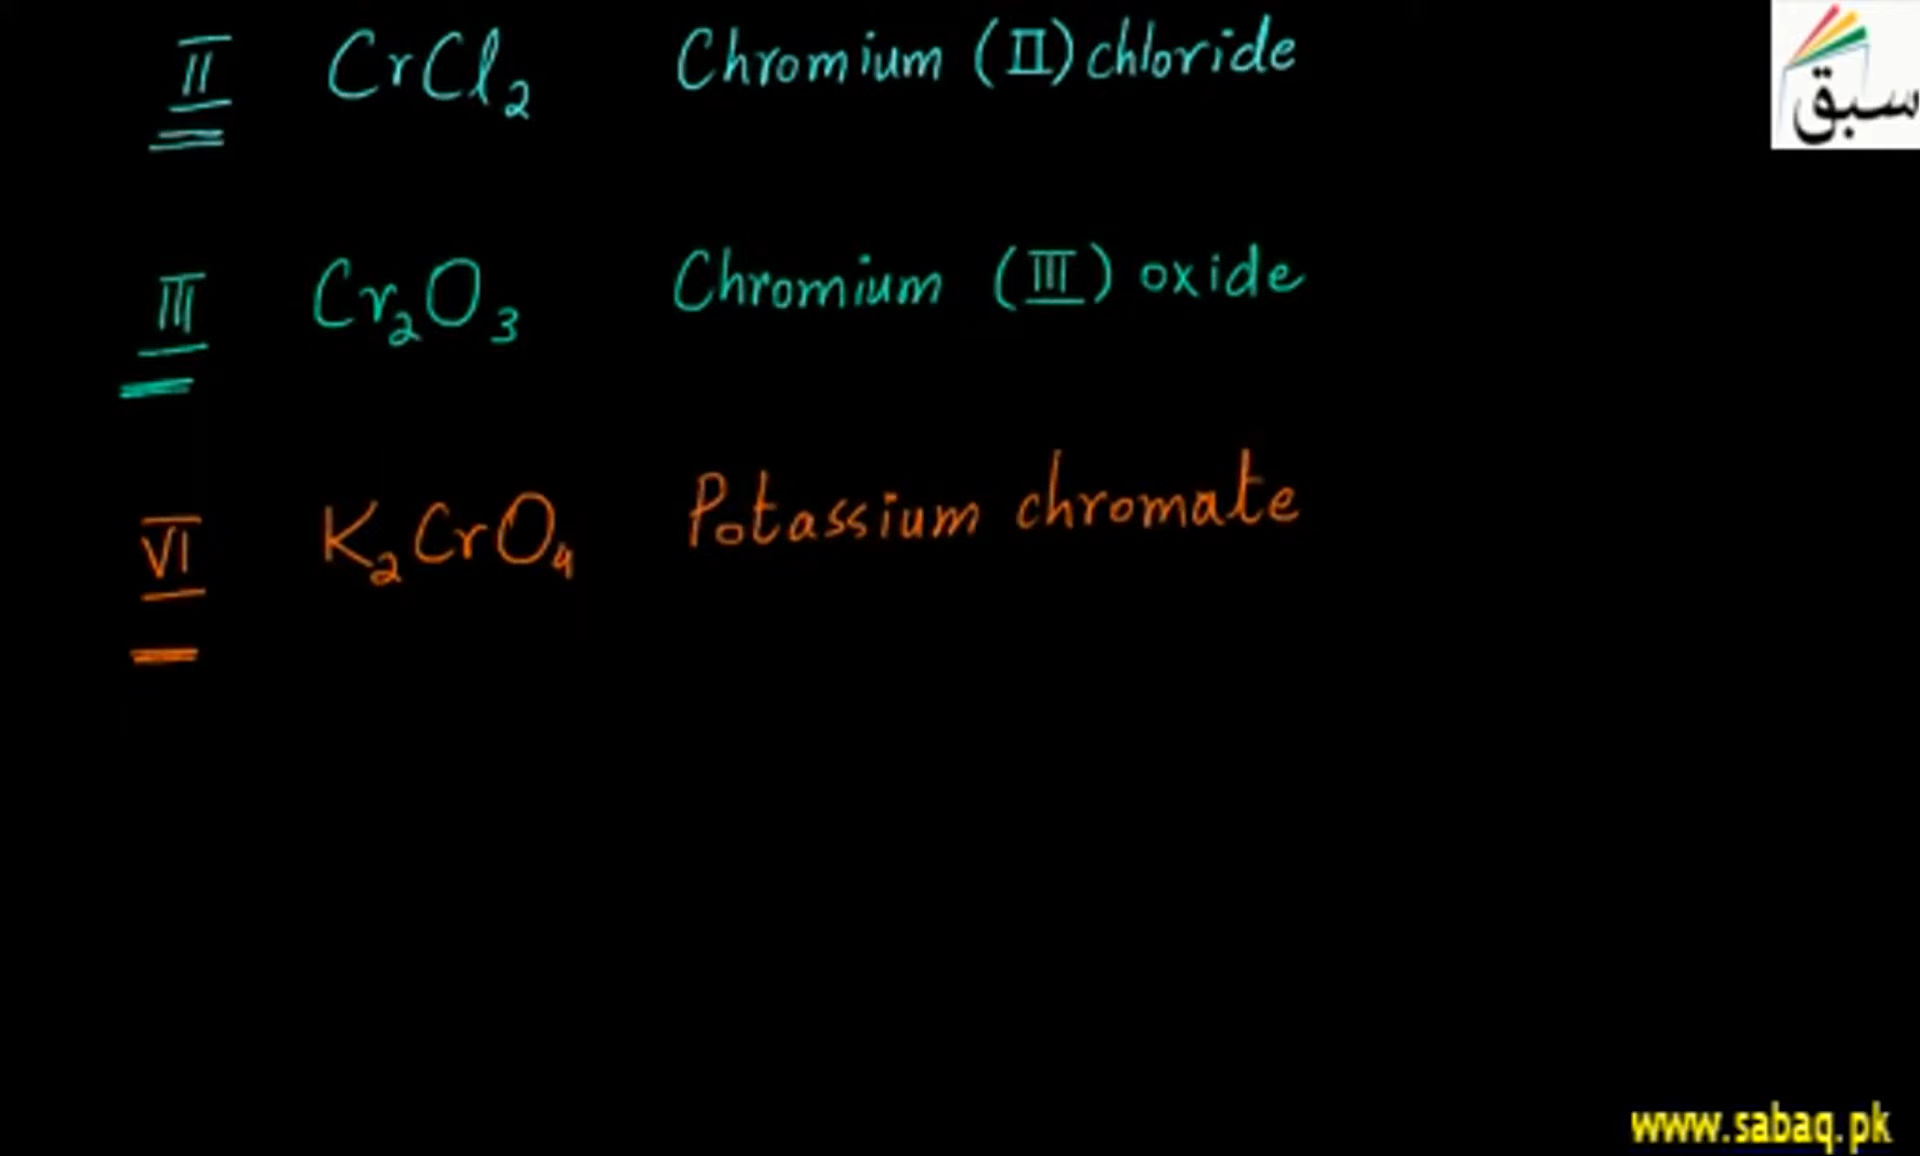 II CrCl₂ Chromium (II) chloride
سبق
III Cr₂O₃ Chromium (III) oxide
VI K₂CrO₄ Potassium chromate
www.sabaq.pk